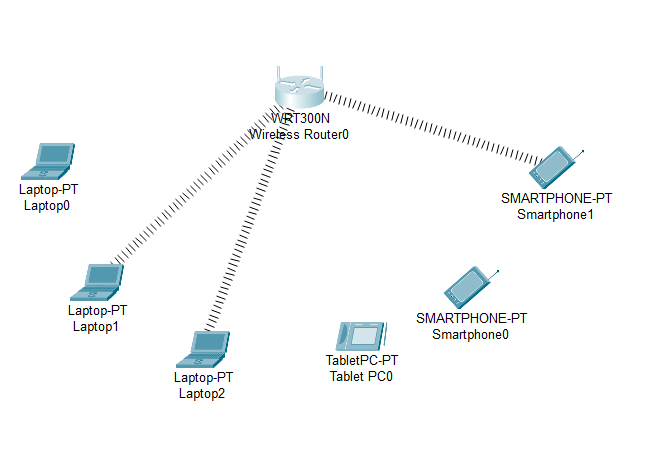 WRT300N
Wireless Router0
Laptop-PT
Laptop0
SMARTPHONE-PT
Smartphone1
Laptop-PT
Laptop1
SMARTPHONE-PT
Smartphone0
TabletPC-PT
Tablet PC0
Laptop-PT
Laptop2